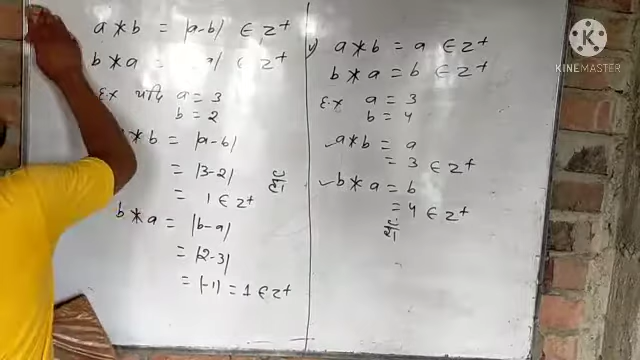 a * b = |a-b| ∈ z⁺
b * a = a| ∈ z⁺
Ex यदि a = 3
b = 2
* b = |a-b|
= |3-2|
= 1 ∈ z⁺
हाँ
b * a = |b-a|
= |2-3|
= |-1| = 1 ∈ z⁺
v) a * b = a ∈ z⁺
b * a = b ∈ z⁺
Ex a = 3
b = 4
a * b = a
= 3 ∈ z⁺
b * a = b
= 4 ∈ z⁺
हाँ
KINEMASTER